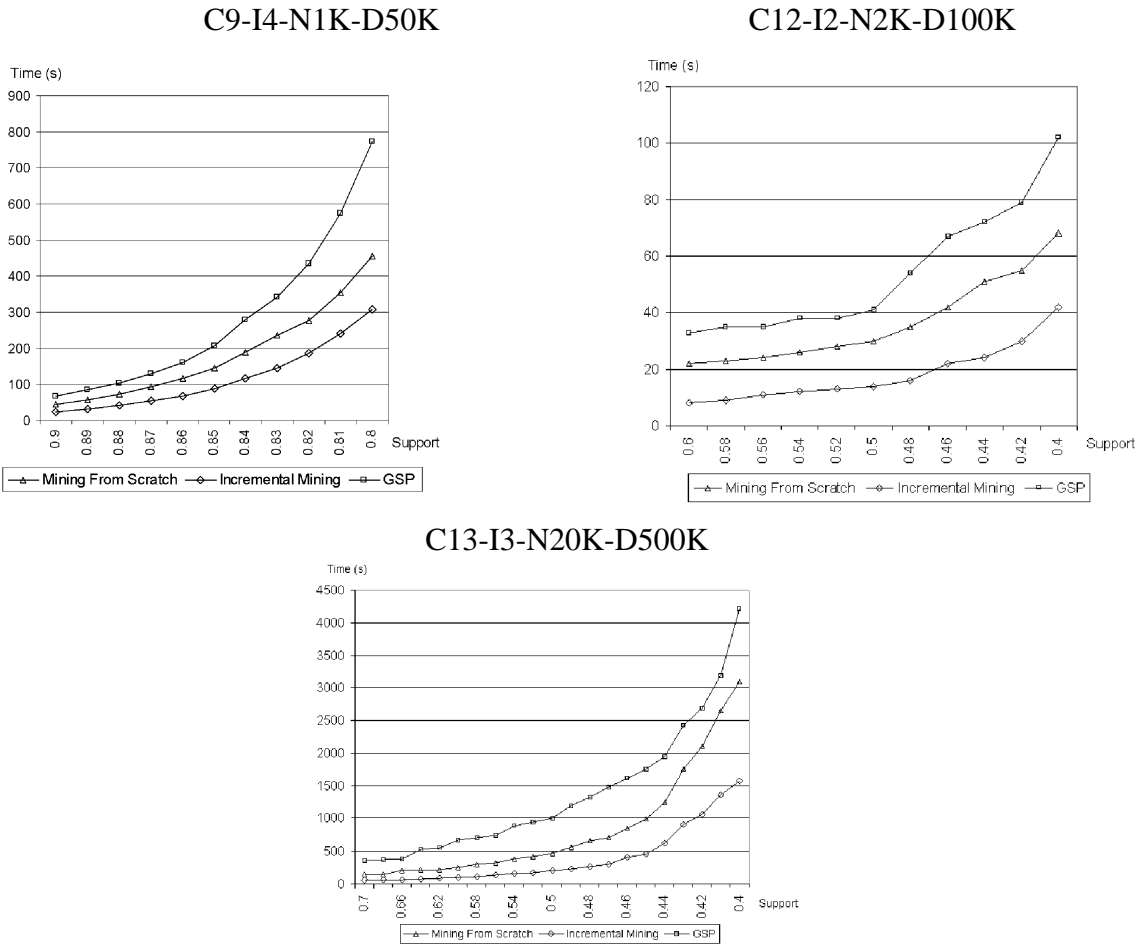 C9-I4-N1K-D50K
Time (s)
900
800
700
600
500
400
300
200
100
0
0.9 0.89 0.88 0.87 0.86 0.85 0.84 0.83 0.82 0.81 0.8
Support
Mining From Scratch Incremental Mining GSP
C12-I2-N2K-D100K
Time (s)
120
100
80
60
40
20
0
0.6 0.58 0.56 0.54 0.52 0.5 0.48 0.46 0.44 0.42 0.4
Support
Mining From Scratch Incremental Mining GSP
C13-I3-N20K-D500K
Time (s)
4500
4000
3500
3000
2500
2000
1500
1000
500
0
0.7 0.66 0.62 0.58 0.54 0.5 0.48 0.46 0.44 0.42 0.4
Support
Mining From Scratch Incremental Mining GSP